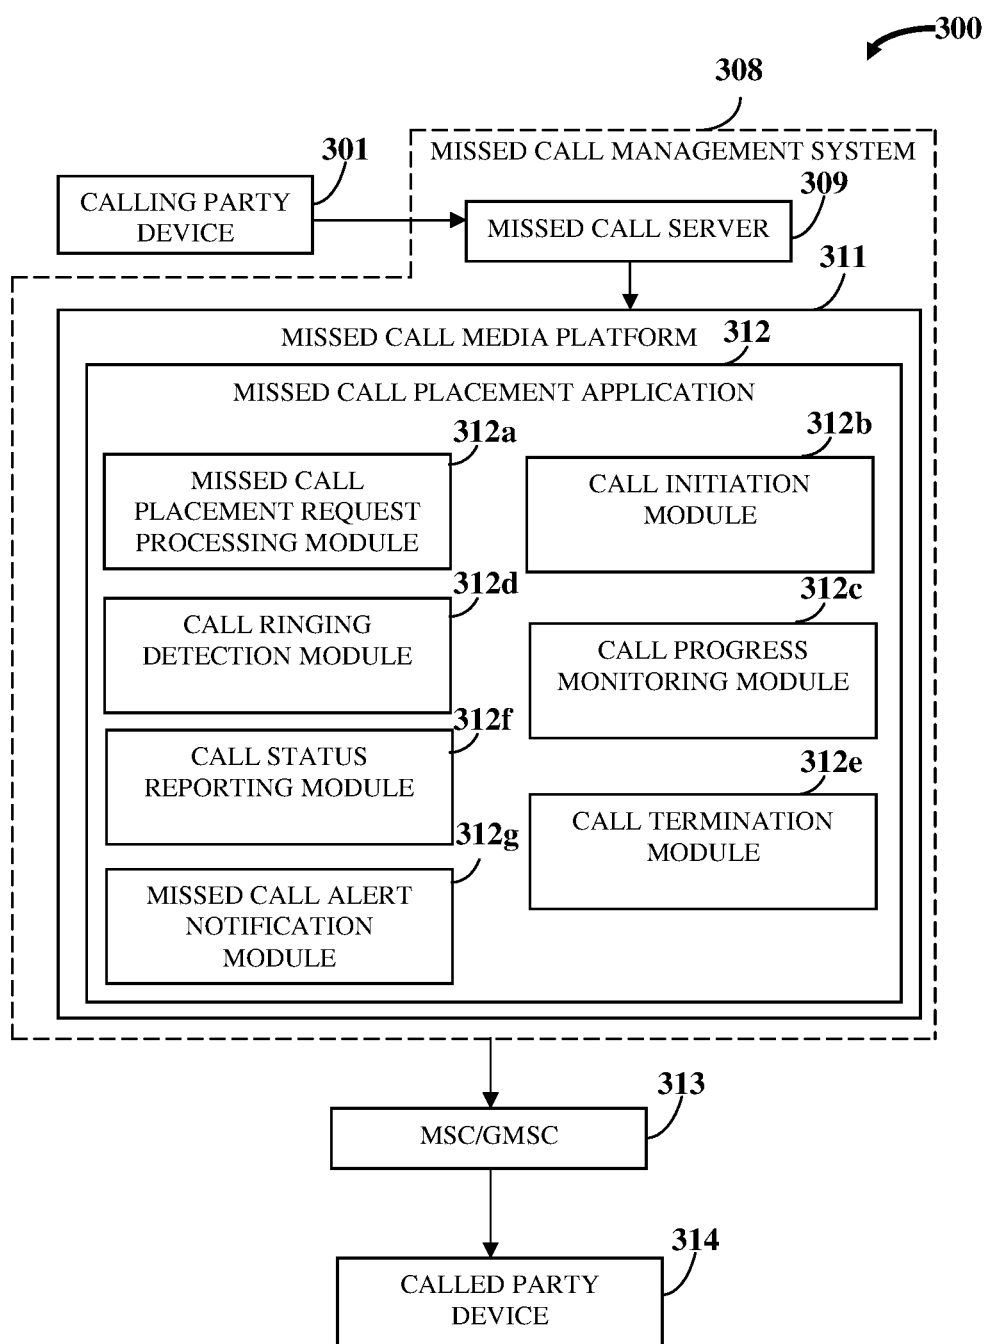 300
308
MISSED CALL MANAGEMENT SYSTEM
301
CALLING PARTY
DEVICE
309
MISSED CALL SERVER
311
MISSED CALL MEDIA PLATFORM
312
MISSED CALL PLACEMENT APPLICATION
312a
MISSED CALL
PLACEMENT REQUEST
PROCESSING MODULE
312b
CALL INITIATION
MODULE
312d
CALL RINGING
DETECTION MODULE
312c
CALL PROGRESS
MONITORING MODULE
312f
CALL STATUS
REPORTING MODULE
312e
CALL TERMINATION
MODULE
312g
MISSED CALL ALERT
NOTIFICATION
MODULE
313
MSC/GMSC
314
CALLED PARTY
DEVICE